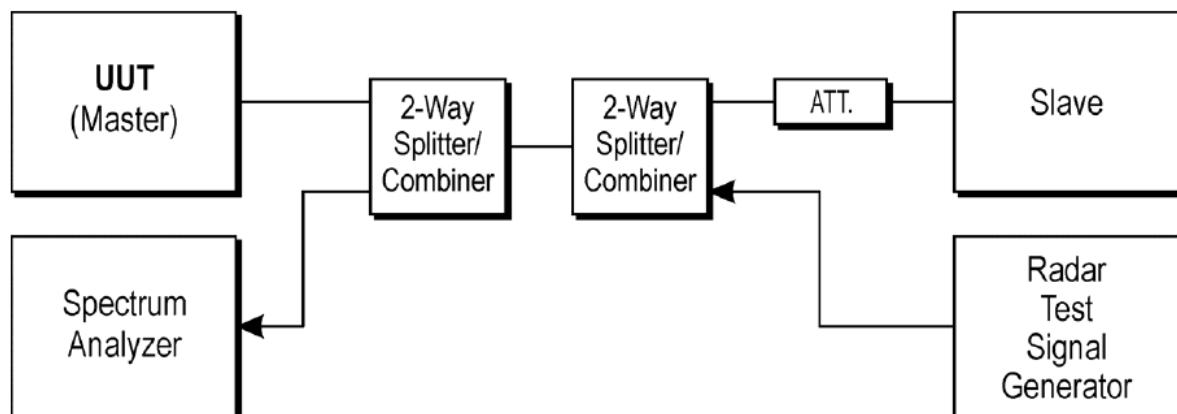 UUT
(Master)
2-Way
Splitter/
Combiner
2-Way
Splitter/
Combiner
ATT.
Slave
Spectrum
Analyzer
Radar
Test
Signal
Generator